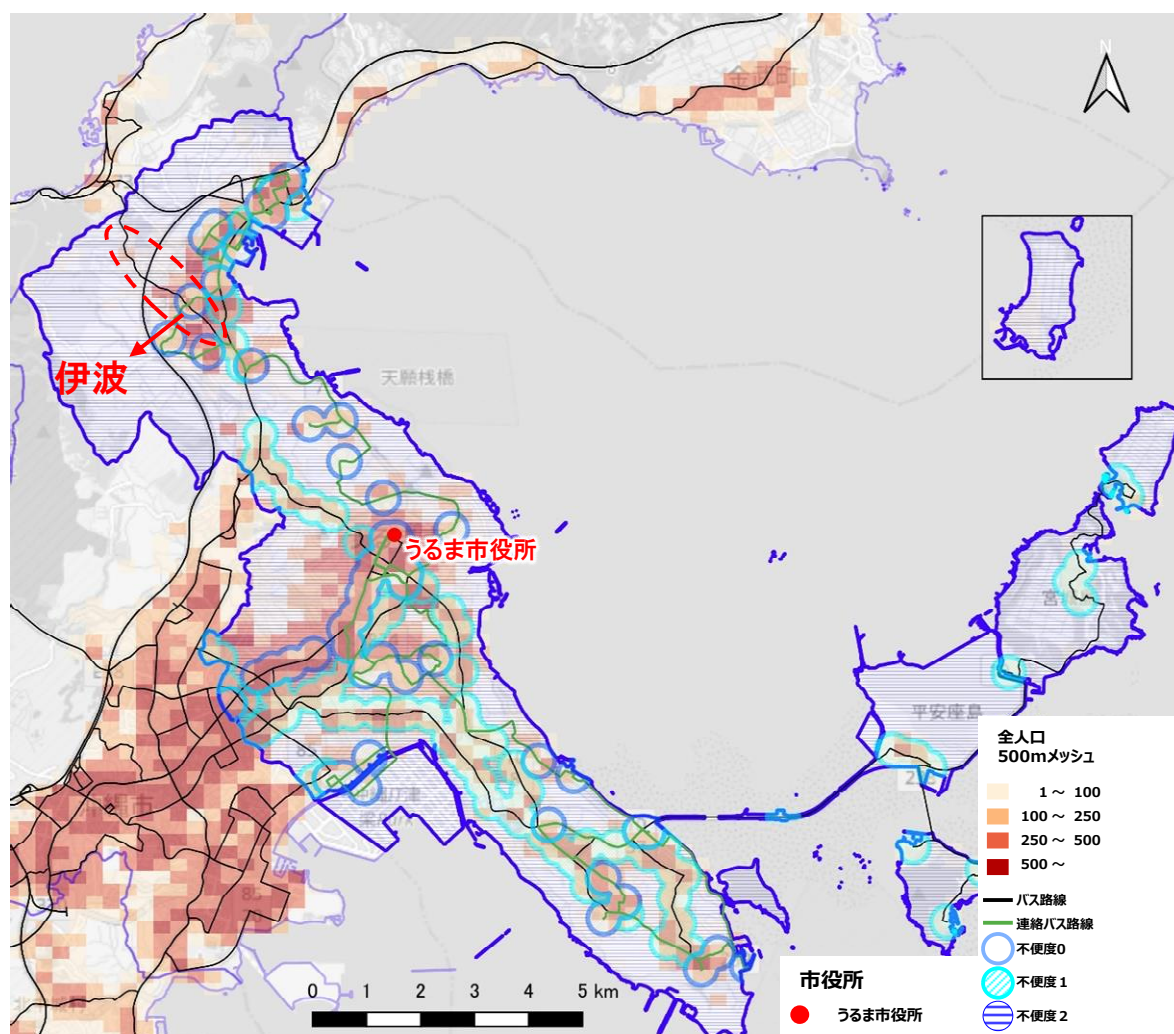 N
金武町
伊波
天願桟橋
うるま市役所
平安座島
全人口
500mメッシュ
1 ～ 100
100 ～ 250
250 ～ 500
500 ～
バス路線
連絡バス路線
不便度0
不便度1
不便度2
市役所
うるま市役所
0 1 2 3 4 5 km